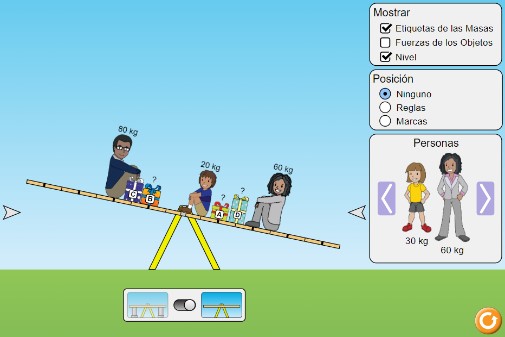 Mostrar
Etiquetas de las Masas
Fuerzas de los Objetos
Nivel
Posición
Ninguno
Reglas
Marcas
Personas
30 kg
60 kg
80 kg
?
C
B
20 kg
?
A
?
D
60 kg